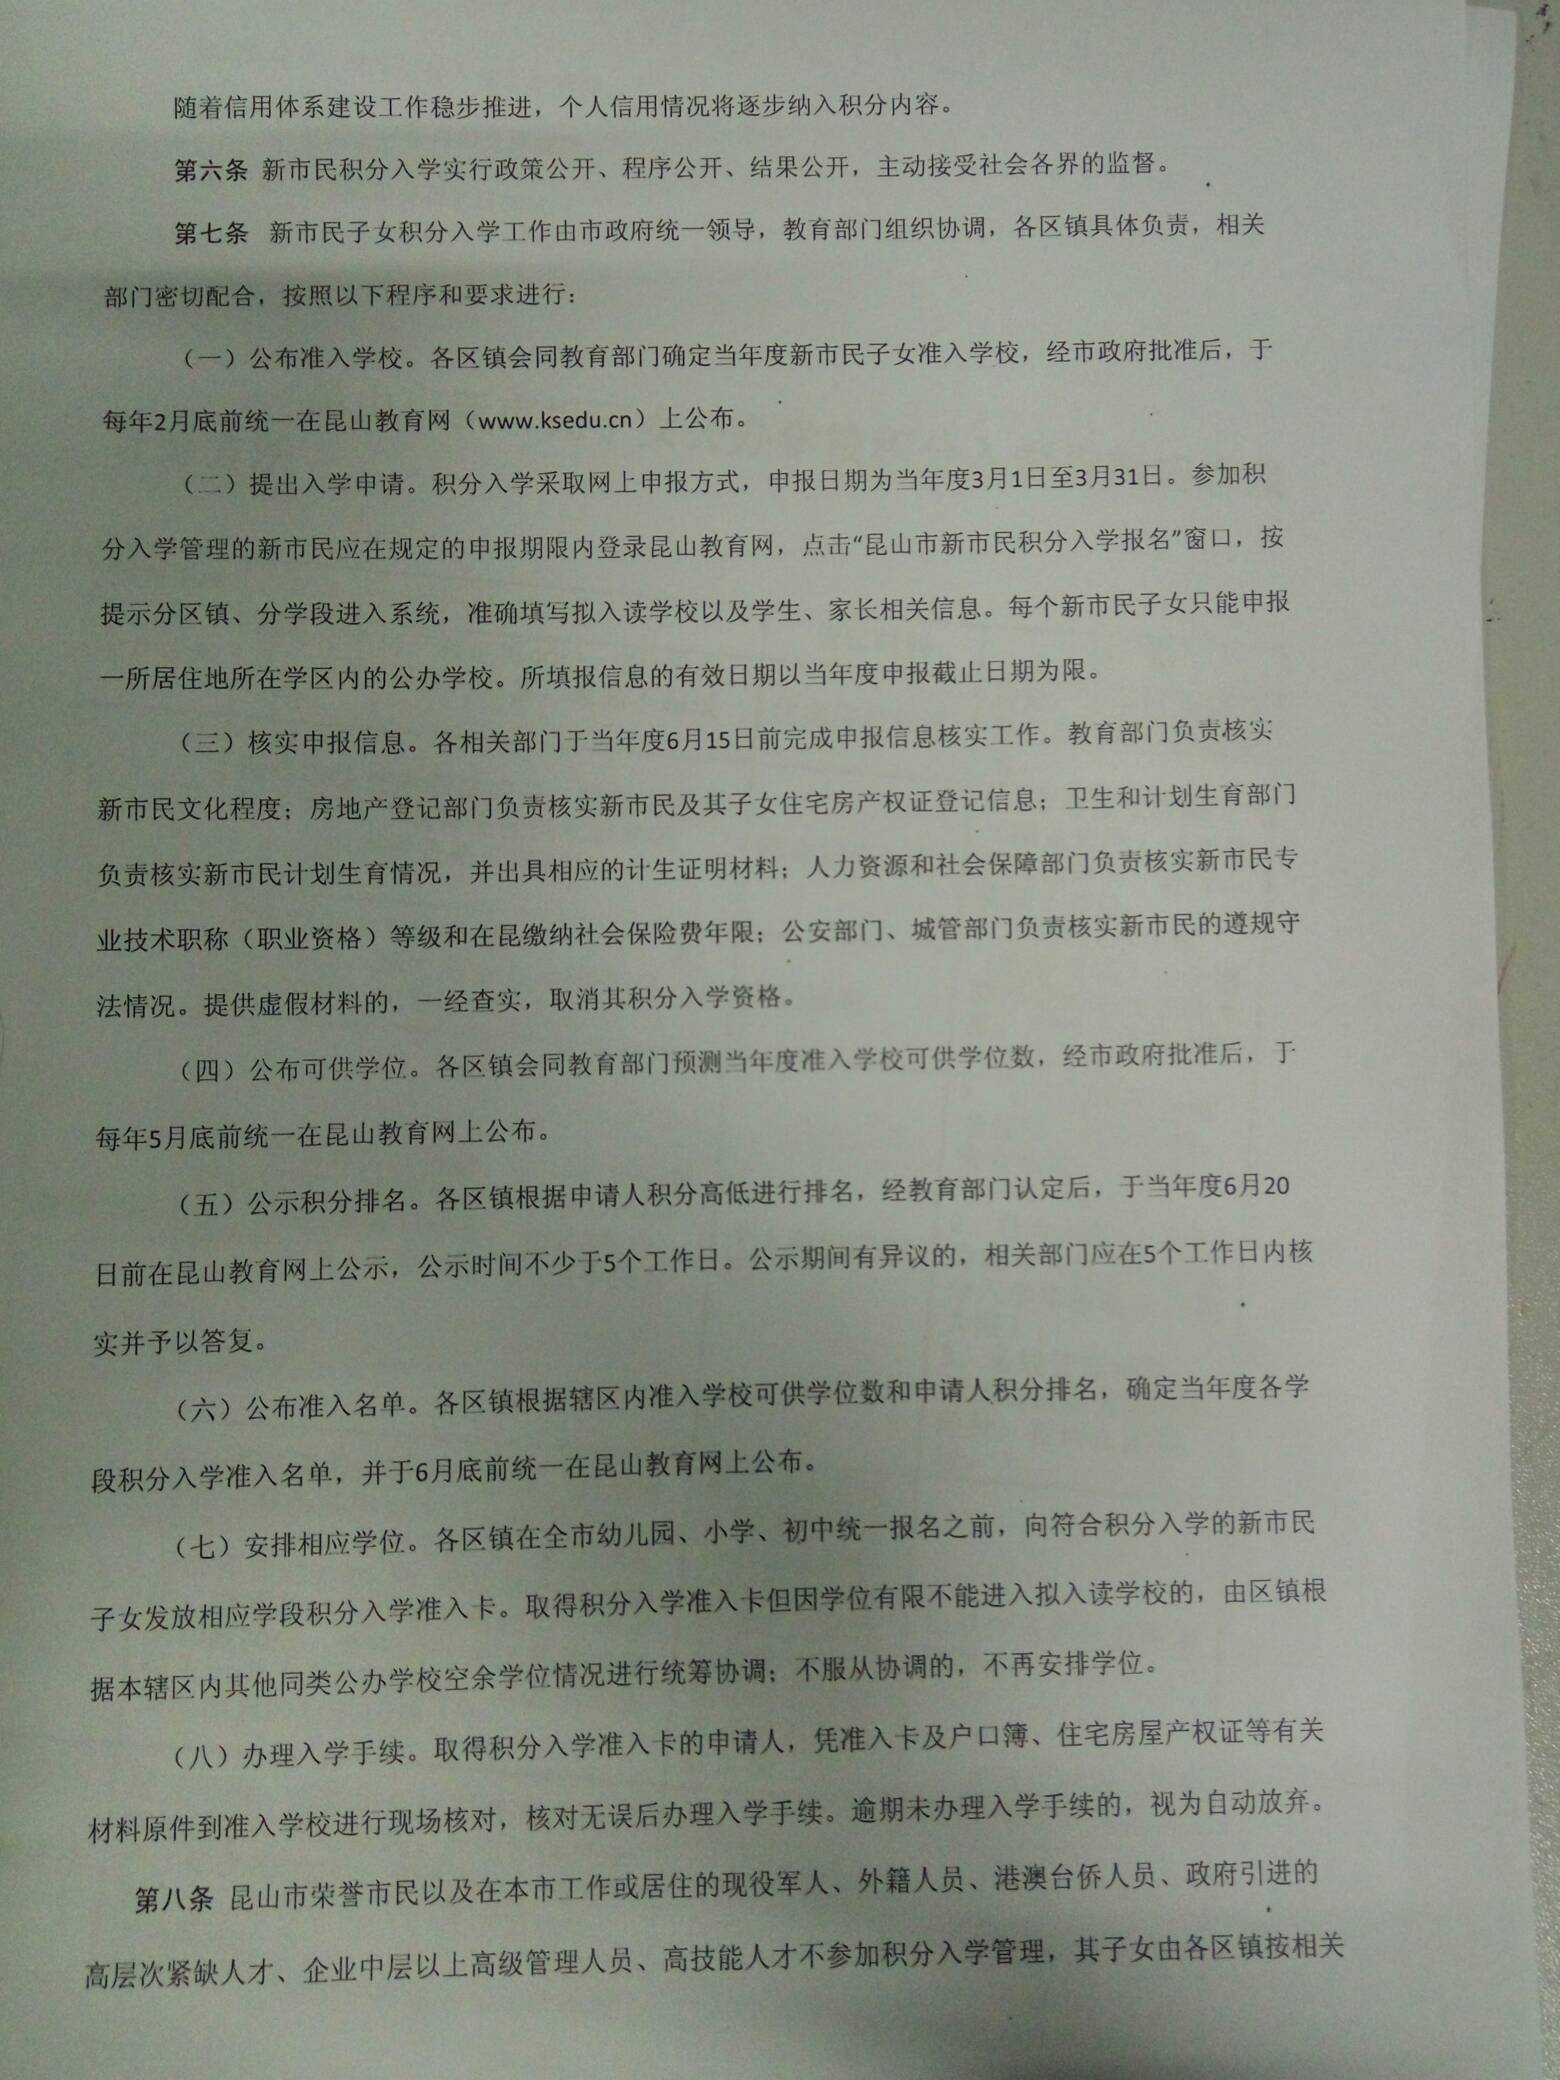 随着信用体系建设工作稳步推进，个人信用情况将逐步纳入积分内容。
第六条 新市民积分入学实行政策公开、程序公开、结果公开，主动接受社会各界的监督。
第七条 新市民子女积分入学工作由市政府统一领导，教育部门组织协调，各区镇具体负责，相关
部门密切配合，按照以下程序和要求进行：
（一）公布准入学校。各区镇会同教育部门确定当年度新市民子女准入学校，经市政府批准后，于
每年2月底前统一在昆山教育网（www.ksedu.cn）上公布。
（二）提出入学申请。积分入学采取网上申报方式，申报日期为当年度3月1日至3月31日。参加积
分入学管理的新市民应在规定的申报期限内登录昆山教育网，点击“昆山市新市民积分入学报名”窗口，按
提示分区镇、分学段进入系统，准确填写拟入读学校以及学生、家长相关信息。每个新市民子女只能申报
一所居住地所在学区内的公办学校。所填报信息的有效日期以当年度申报截止日期为限。
（三）核实申报信息。各相关部门于当年度6月15日前完成申报信息核实工作。教育部门负责核实
新市民文化程度；房地产登记部门负责核实新市民及其子女住宅房产权证登记信息；卫生和计划生育部门
负责核实新市民计划生育情况，并出具相应的计生证明材料；人力资源和社会保障部门负责核实新市民专
业技术职称（职业资格）等级和在昆缴纳社会保险费年限；公安部门、城管部门负责核实新市民的遵规守
法情况。提供虚假材料的，一经查实，取消其积分入学资格。
（四）公布可供学位。各区镇会同教育部门预测当年度准入学校可供学位数，经市政府批准后，于
每年5月底前统一在昆山教育网上公布。
（五）公示积分排名。各区镇根据申请人积分高低进行排名，经教育部门认定后，于当年度6月20
日前在昆山教育网上公示，公示时间不少于5个工作日。公示期间有异议的，相关部门应在5个工作日内核
实并予以答复。
（六）公布准入名单。各区镇根据辖区内准入学校可供学位数和申请人积分排名，确定当年度各学
段积分入学准入名单，并于6月底前统一在昆山教育网上公布。
（七）安排相应学位。各区镇在全市幼儿园、小学、初中统一报名之前，向符合积分入学的新市民
子女发放相应学段积分入学准入卡。取得积分入学准入卡但因学位有限不能进入拟入读学校的，由区镇根
据本辖区内其他同类公办学校空余学位情况进行统筹协调；不服从协调的，不再安排学位。
（八）办理入学手续。取得积分入学准入卡的申请人，凭准入卡及户口簿、住宅房屋产权证等有关
材料原件到准入学校进行现场核对，核对无误后办理入学手续。逾期未办理入学手续的，视为自动放弃。
第八条 昆山市荣誉市民以及在本市工作或居住的现役军人、外籍人员、港澳台侨人员、政府引进的
高层次紧缺人才、企业中层以上高级管理人员、高技能人才不参加积分入学管理，其子女由各区镇按相关